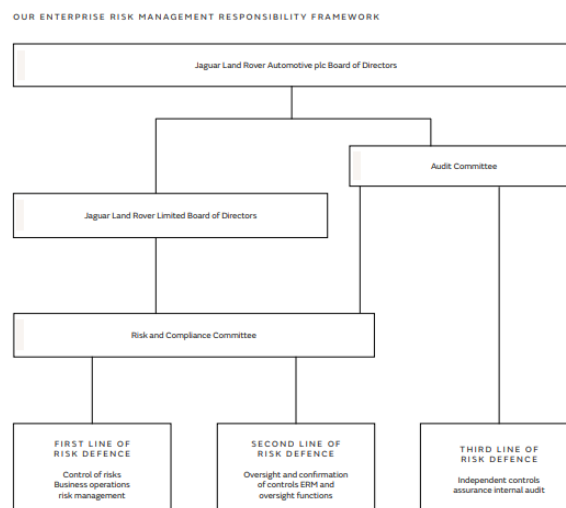 OUR ENTERPRISE RISK MANAGEMENT RESPONSIBILITY FRAMEWORK
Jaguar Land Rover Automotive plc Board of Directors
Audit Committee
Jaguar Land Rover Limited Board of Directors
Risk and Compliance Committee
FIRST LINE OF
RISK DEFENCE
Control of risks
Business operations
risk management
SECOND LINE OF
RISK DEFENCE
Oversight and confirmation
of controls ERM and
oversight functions
THIRD LINE OF
RISK DEFENCE
Independent controls
assurance internal audit